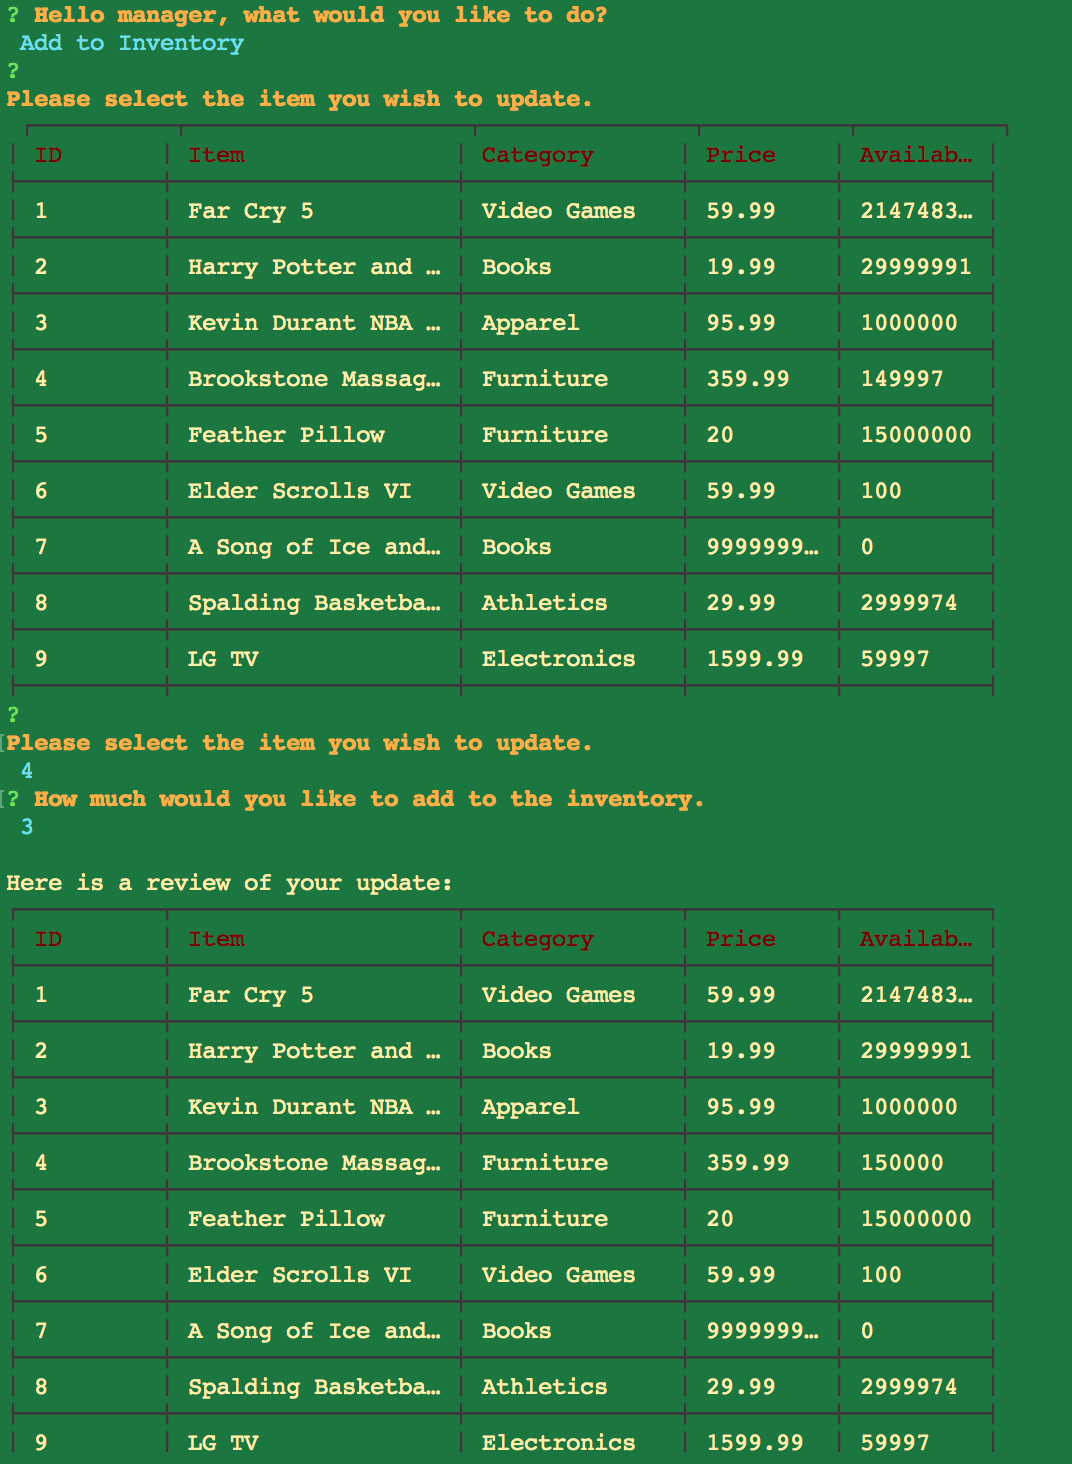 ? Hello manager, what would you like to do?
Add to Inventory
?
Please select the item you wish to update.
ID Item Category Price Availab…
1 Far Cry 5 Video Games 59.99 2147483…
2 Harry Potter and … Books 19.99 29999991
3 Kevin Durant NBA … Apparel 95.99 1000000
4 Brookstone Massag… Furniture 359.99 149997
5 Feather Pillow Furniture 20 15000000
6 Elder Scrolls VI Video Games 59.99 100
7 A Song of Ice and… Books 9999999… 0
8 Spalding Basketba… Athletics 29.99 2999974
9 LG TV Electronics 1599.99 59997
?
Please select the item you wish to update.
4
? How much would you like to add to the inventory.
3
Here is a review of your update:
ID Item Category Price Availab…
1 Far Cry 5 Video Games 59.99 2147483…
2 Harry Potter and … Books 19.99 29999991
3 Kevin Durant NBA … Apparel 95.99 1000000
4 Brookstone Massag… Furniture 359.99 150000
5 Feather Pillow Furniture 20 15000000
6 Elder Scrolls VI Video Games 59.99 100
7 A Song of Ice and… Books 9999999… 0
8 Spalding Basketba… Athletics 29.99 2999974
9 LG TV Electronics 1599.99 59997